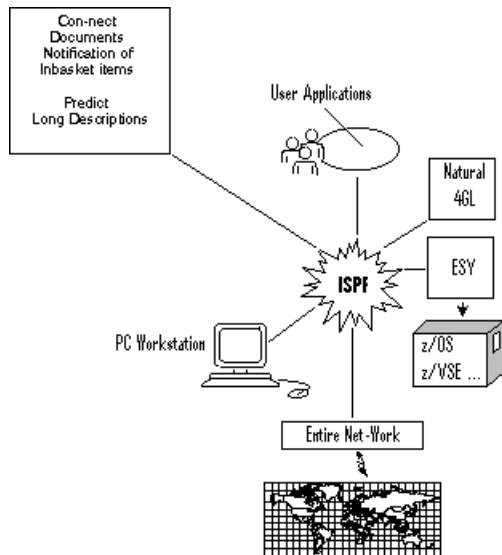 Con-nect
Documents
Notification of
Inbasket items
Predict
Long Descriptions
User Applications
Natural
4GL
ISPF
ESY
PC Workstation
z/OS
z/VSE ...
Entire Net-Work